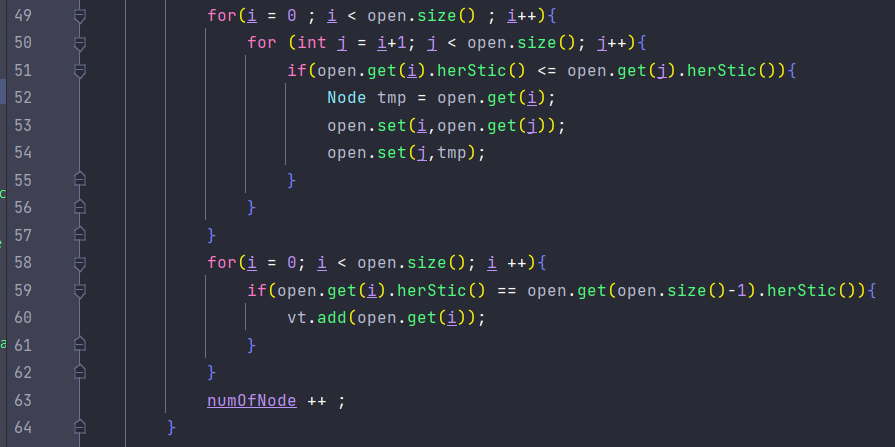 49 for(i = 0 ; i < open.size() ; i++){
50 for (int j = i+1; j < open.size(); j++){
51 if(open.get(i).herStic() <= open.get(j).herStic()){
52 Node tmp = open.get(i);
53 open.set(i,open.get(j));
54 open.set(j,tmp);
55 }
56 }
57 }
58 for(i = 0; i < open.size(); i ++){
59 if(open.get(i).herStic() == open.get(open.size()-1).herStic()){
60 vt.add(open.get(i));
61 }
62 }
63 numOfNode ++ ;
64 }